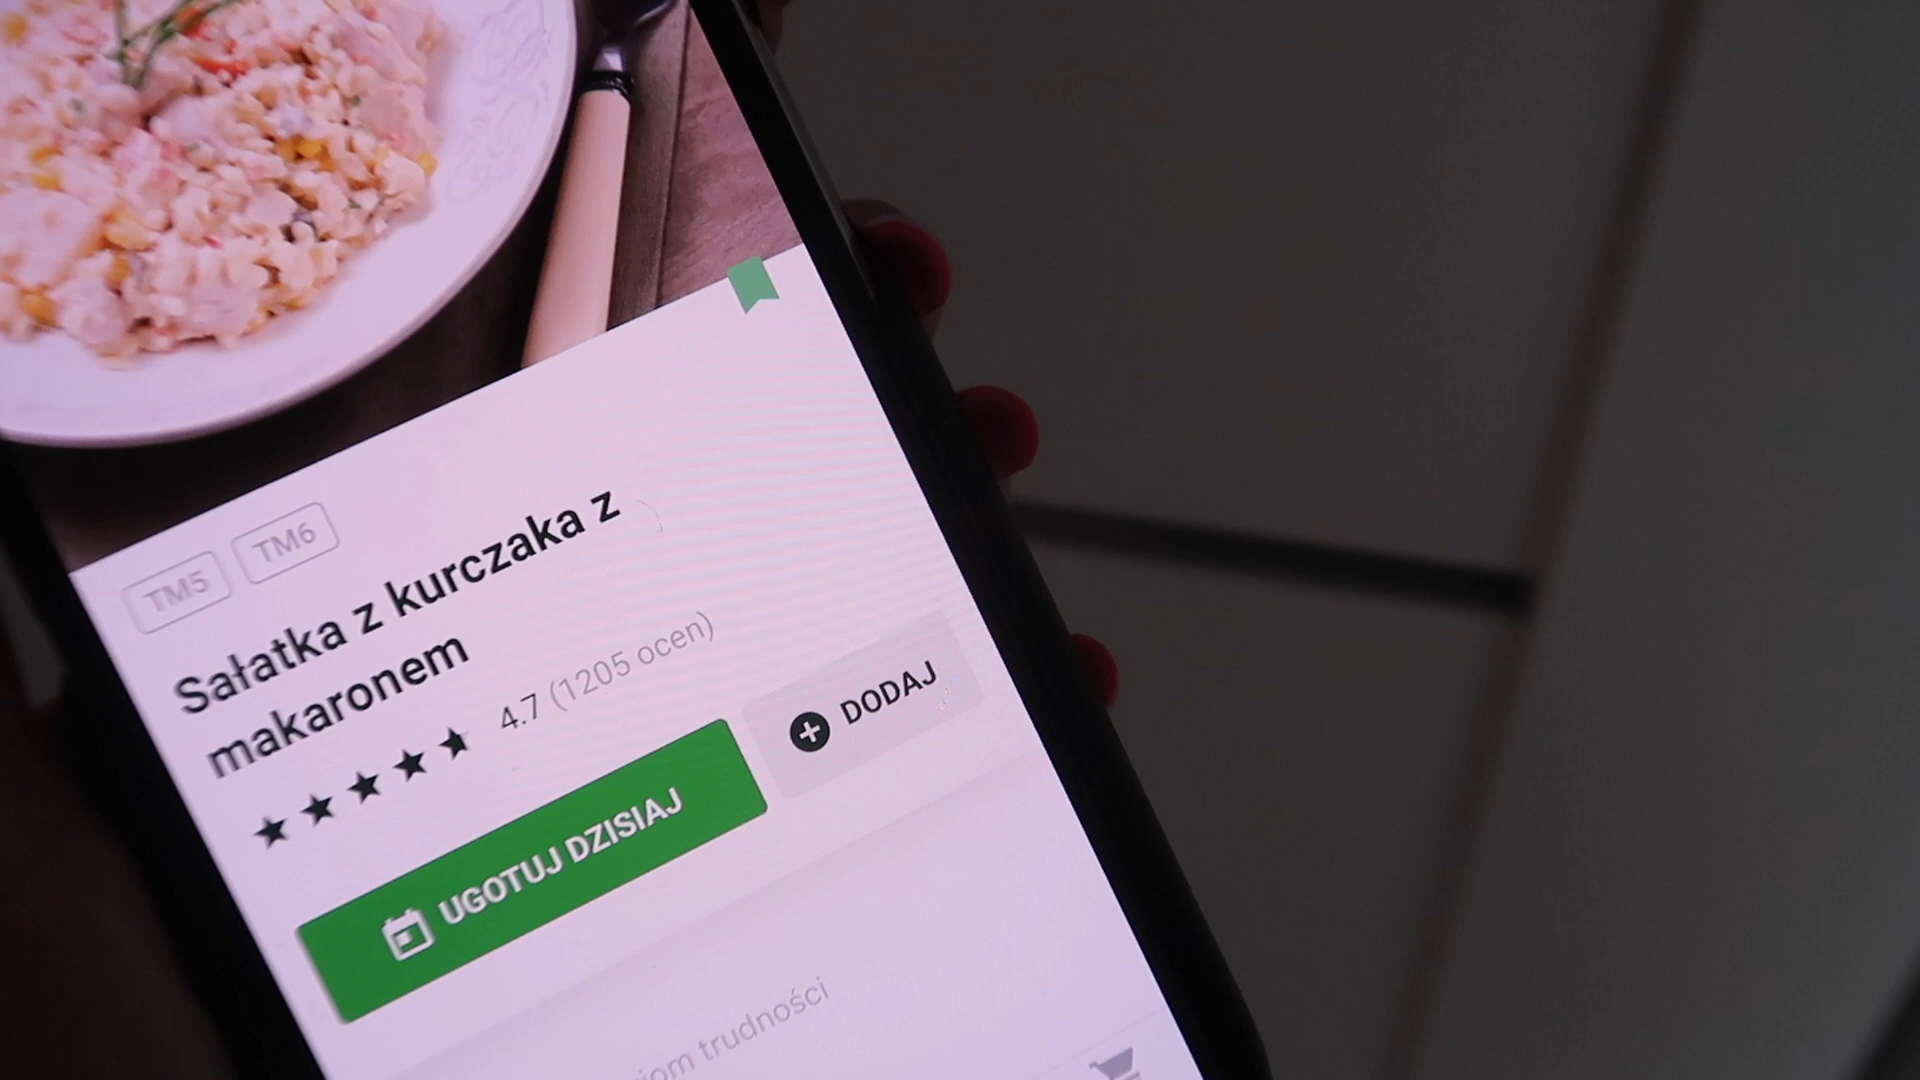 TM5 TM6
Sałatka z kurczaka z
makaronem
4.7 (1205 ocen)
UGOTUJ DZISIAJ
DODAJ
trudności